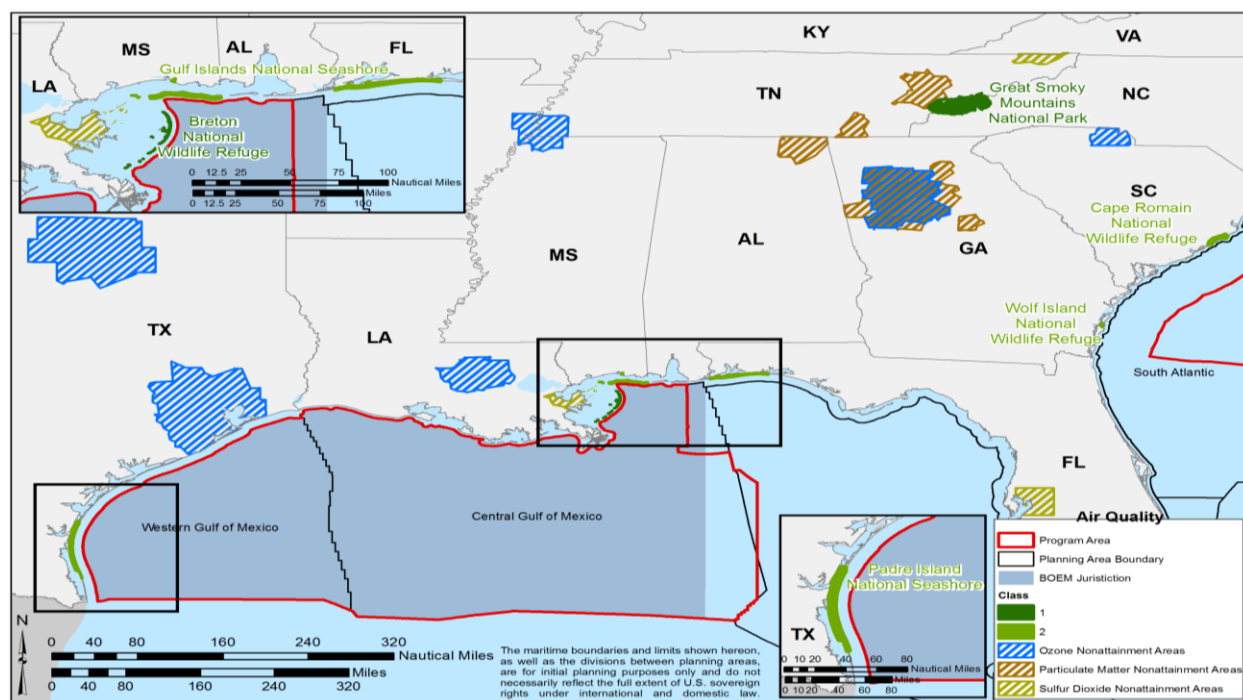 MS
AL
FL
Gulf Islands National Seashore
LA
Breton
National
Wildlife Refuge
0 12.5 25 50 75 100
Nautical Miles
Miles
0 12.5 25 50 75 100
KY
VA
TN
NC
Great Smoky
Mountains
National Park
SC
Cape Romain
National
Wildlife Refuge
MS
AL
GA
Wolf Island
National
Wildlife Refuge
TX
LA
South Atlantic
FL
Western Gulf of Mexico
Central Gulf of Mexico
Padre Island
National Seashore
TX
0 10 20 40 60 80
Nautical Miles
Miles
0 10 20 40 60 80
N
0 40 80 160 240 320
Nautical Miles
Miles
0 40 80 160 240 320
The maritime boundaries and limits shown hereon,
as well as the divisions between planning areas,
are for initial planning purposes only and do not
necessarily reflect the full extent of U.S. sovereign
rights under international and domestic law.
Air Quality
Program Area
Planning Area Boundary
BOEM Juristiction
Class
1
2
Ozone Nonattainment Areas
Particulate Matter Nonattainment Areas
Sulfur Dioxide Nonattainment Areas